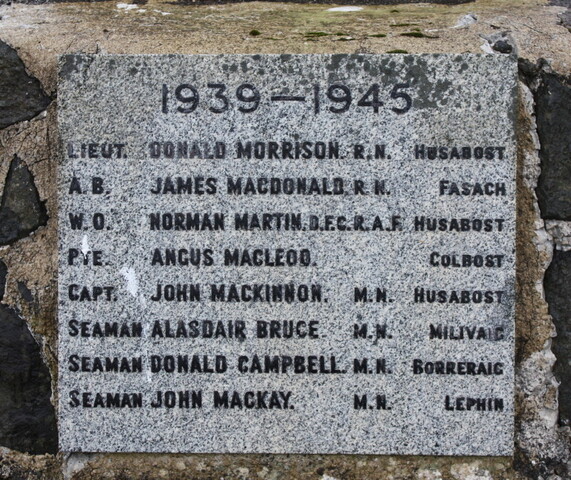 1939–1945
LIEUT. DONALD MORRISON. R.N. HUSABOST
A.B. JAMES MACDONALD. R.N. FASACH
W.O. NORMAN MARTIN. D.F.C. R.A.F. HUSABOST
PTE. ANGUS MACLEOD. COLBOST
CAPT. JOHN MACKINNON. M.N. HUSABOST
SEAMAN ALASDAIR BRUCE M.N. MILIVAIG
SEAMAN DONALD CAMPBELL. M.N. BORRERAIG
SEAMAN JOHN MACKAY. M.N. LEPHIN